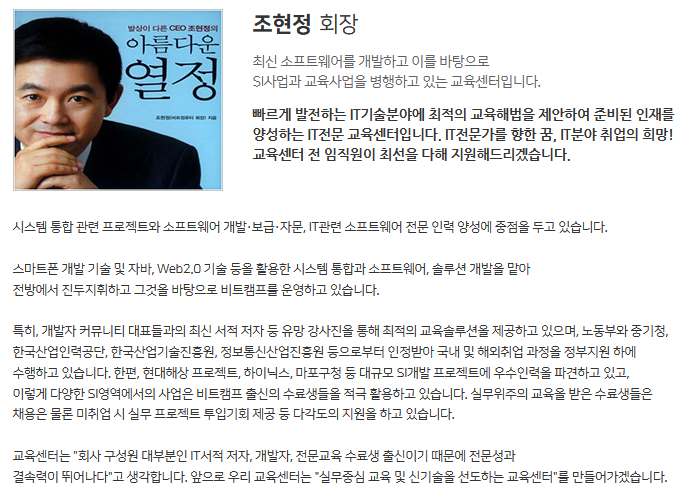 발상이 다른 CEO 조현정의
아름다운
열정
조현정(비트컴퓨터 회장) 지음
조현정 회장
최신 소프트웨어를 개발하고 이를 바탕으로
SI사업과 교육사업을 병행하고 있는 교육센터입니다.
빠르게 발전하는 IT기술분야에 최적의 교육해법을 제안하여 준비된 인재를
양성하는 IT전문 교육센터입니다. IT전문가를 향한 꿈, IT분야 취업의 희망!
교육센터 전 임직원이 최선을 다해 지원해드리겠습니다.
시스템 통합 관련 프로젝트와 소프트웨어 개발·보급·자문, IT관련 소프트웨어 전문 인력 양성에 중점을 두고 있습니다.
스마트폰 개발 기술 및 자바, Web2.0 기술 등을 활용한 시스템 통합과 소프트웨어, 솔루션 개발을 맡아
전방에서 진두지휘하고 그것을 바탕으로 비트캠프를 운영하고 있습니다.
특히, 개발자 커뮤니티 대표들과의 최신 서적 저자 등 유망 강사진을 통해 최적의 교육솔루션을 제공하고 있으며, 노동부와 중기청,
한국산업인력공단, 한국산업기술진흥원, 정보통신산업진흥원 등으로부터 인정받아 국내 및 해외취업 과정을 정부지원 하에
수행하고 있습니다. 한편, 현대해상 프로젝트, 하이닉스, 마포구청 등 대규모 SI개발 프로젝트에 우수인력을 파견하고 있고,
이렇게 다양한 SI영역에서의 사업은 비트캠프 출신의 수료생들을 적극 활용하고 있습니다. 실무위주의 교육을 받은 수료생들은
채용은 물론 미취업 시 실무 프로젝트 투입기회 제공 등 다각도의 지원을 하고 있습니다.
교육센터는 "회사 구성원 대부분인 IT서적 저자, 개발자, 전문교육 수료생 출신이기 때문에 전문성과
결속력이 뛰어나다"고 생각합니다. 앞으로 우리 교육센터는 "실무중심 교육 및 신기술을 선도하는 교육센터"를 만들어가겠습니다.